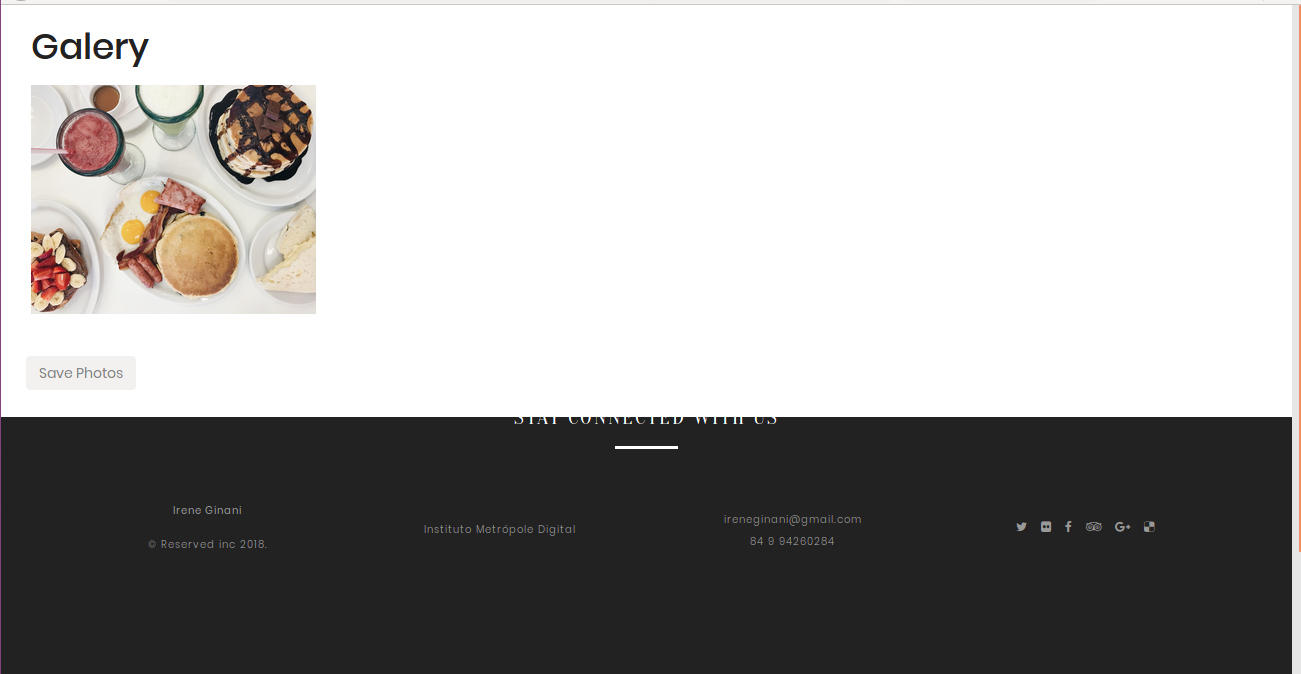 Galery
Save Photos
STAY CONNECTED WITH US
Irene Ginani
© Reserved inc 2018.
Instituto Metrópole Digital
ireneginani@gmail.com
84 9 94260284